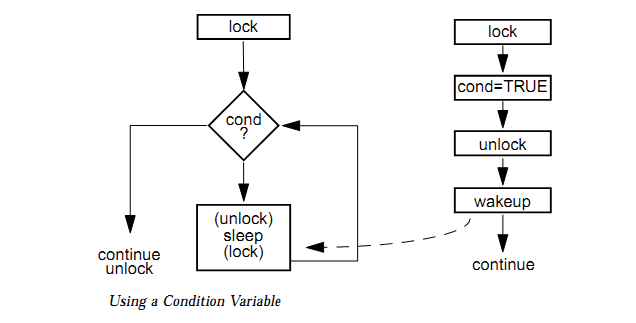 lock
cond
?
(unlock)
sleep
(lock)
continue
unlock
lock
cond=TRUE
unlock
wakeup
continue
Using a Condition Variable